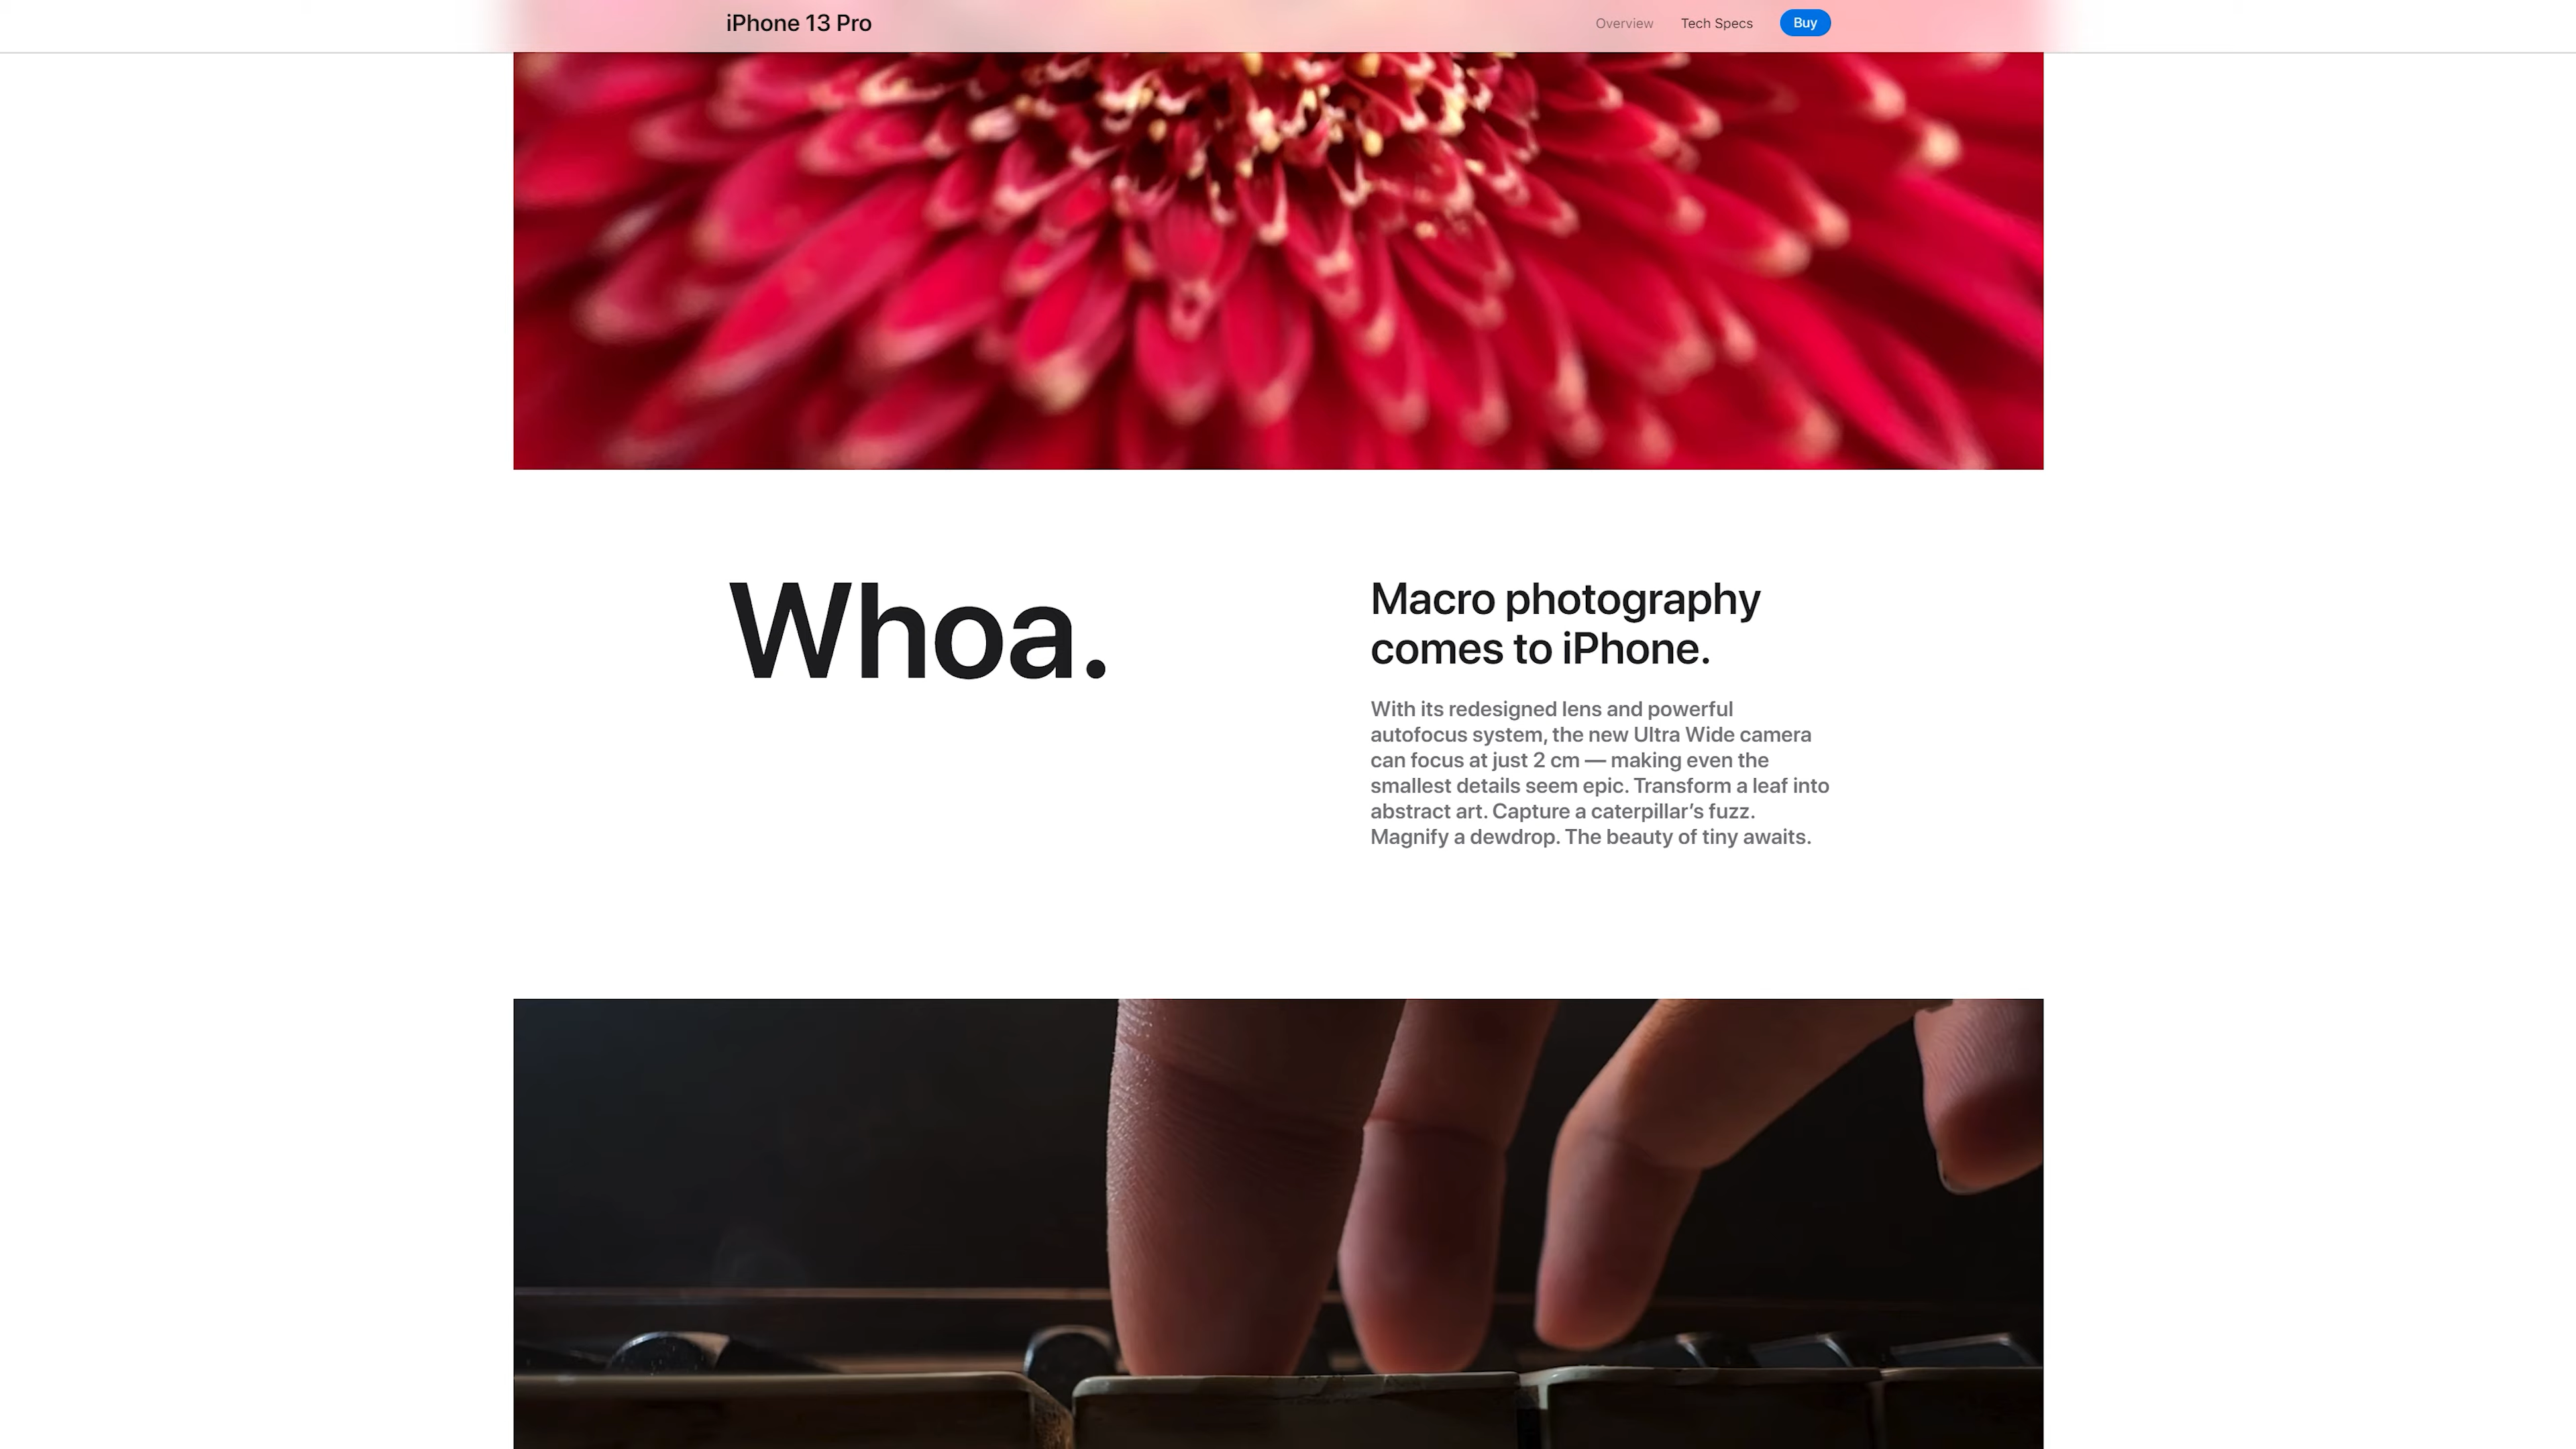 iPhone 13 Pro
Overview
Tech Specs
Buy
Whoa.
Macro photography
comes to iPhone.
With its redesigned lens and powerful
autofocus system, the new Ultra Wide camera
can focus at just 2 cm — making even the
smallest details seem epic. Transform a leaf into
abstract art. Capture a caterpillar’s fuzz.
Magnify a dewdrop. The beauty of tiny awaits.